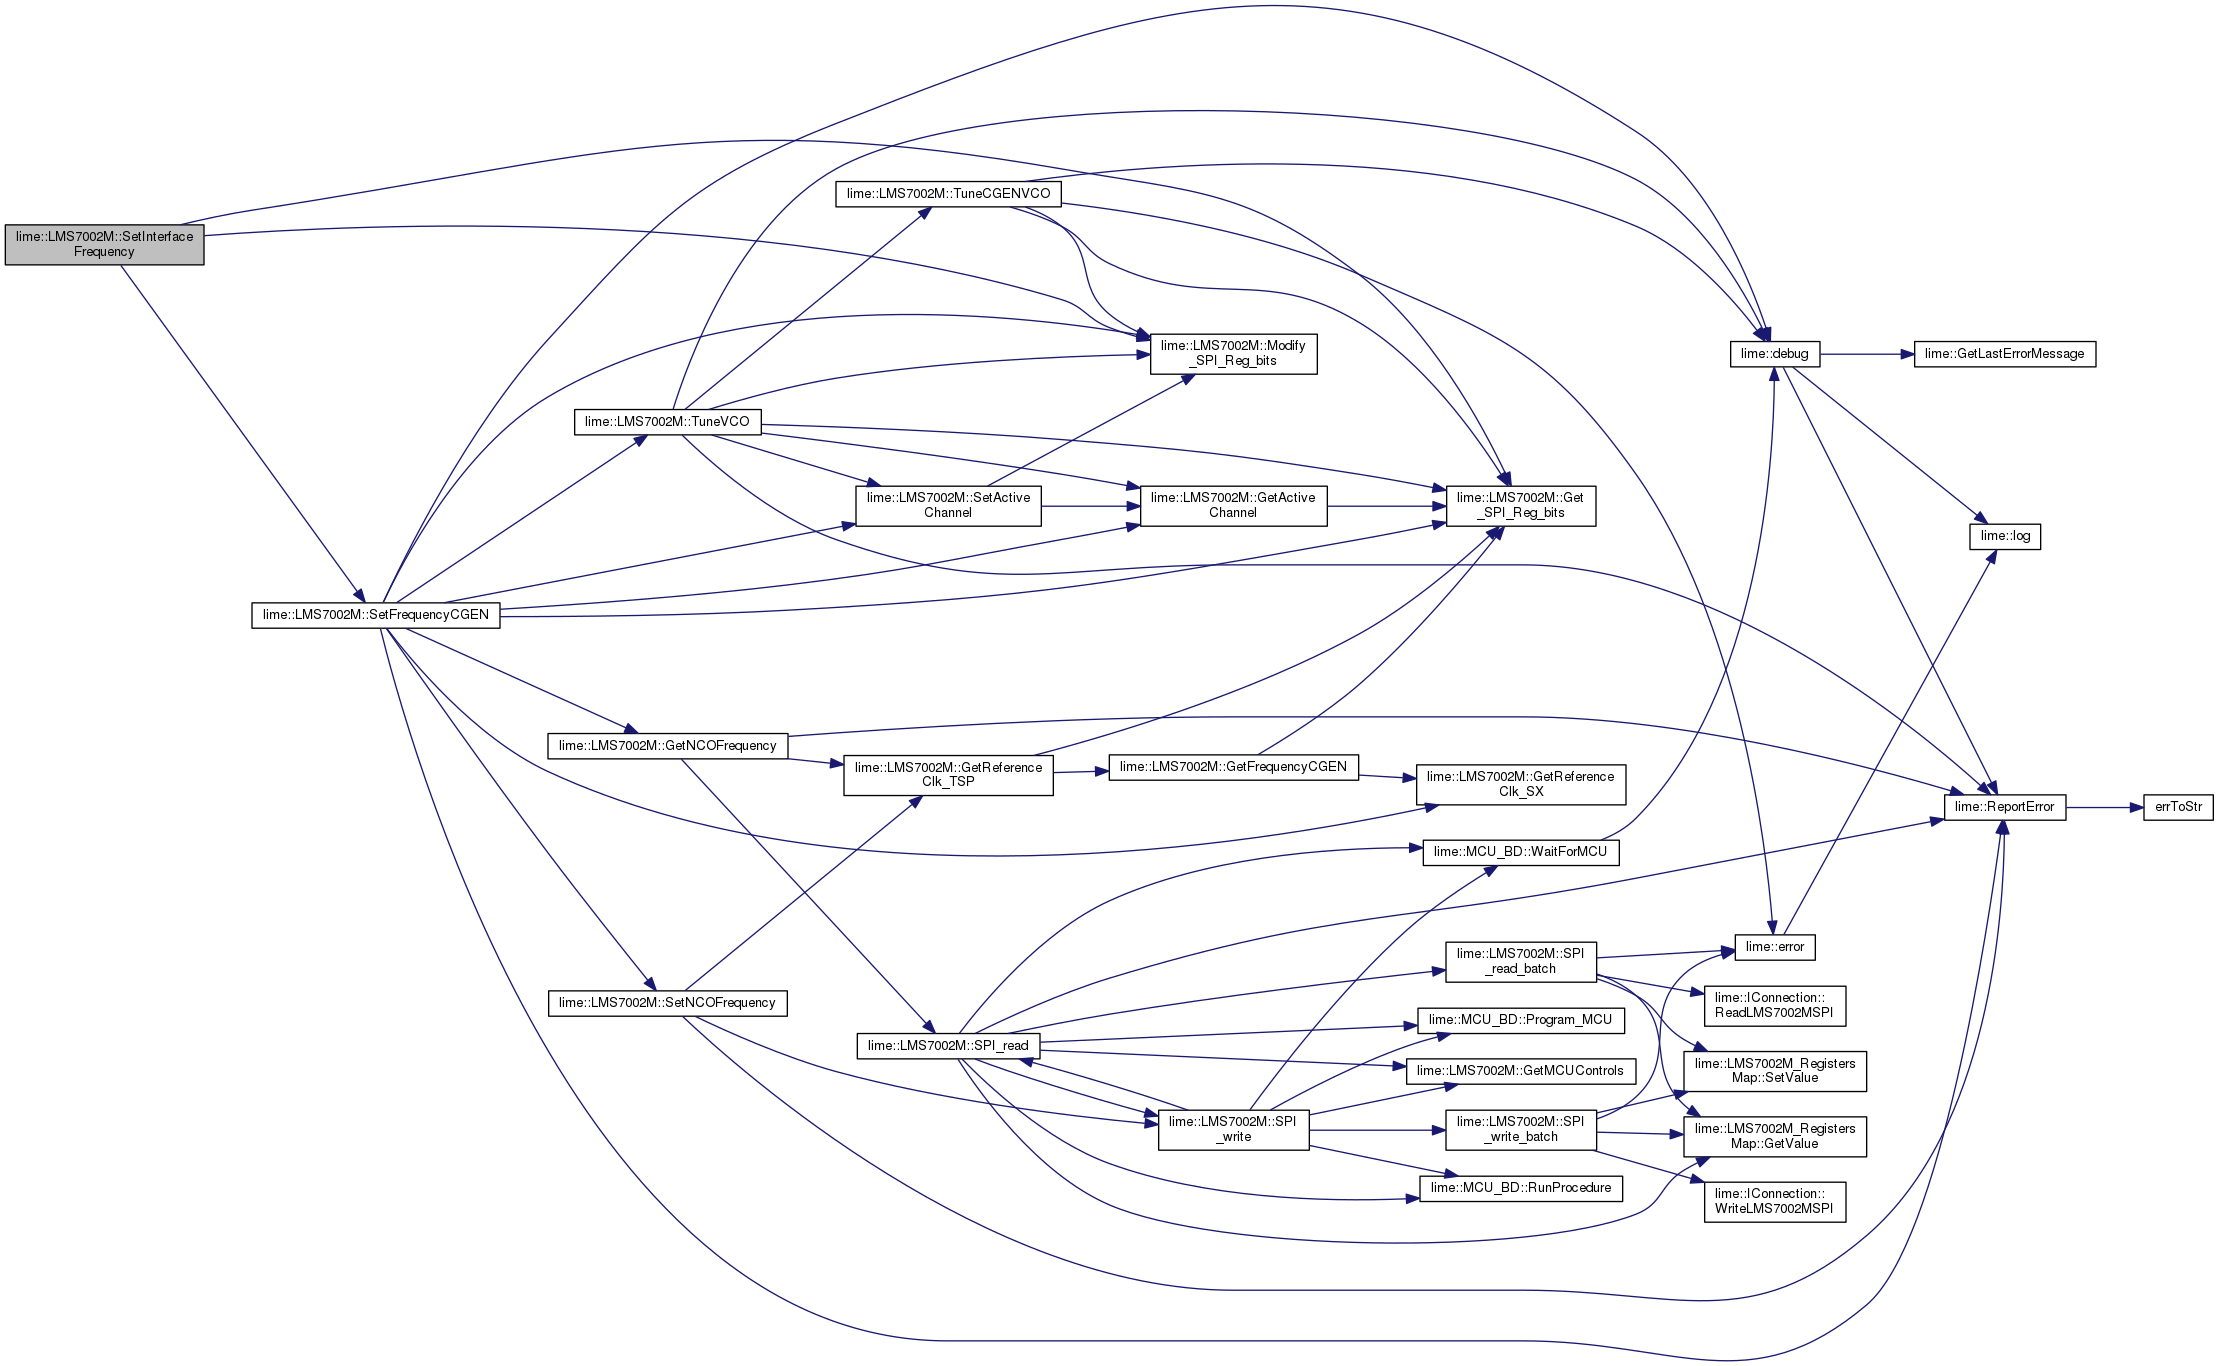 lime::LMS7002M::SetInterface
Frequency
lime::LMS7002M::SetFrequencyCGEN
lime::LMS7002M::TuneVCO
lime::LMS7002M::GetNCOFrequency
lime::LMS7002M::SetNCOFrequency
lime::LMS7002M::TuneCGENVCO
lime::LMS7002M::SetActive
Channel
lime::LMS7002M::GetReference
Clk_TSP
lime::LMS7002M::SPI_read
lime::LMS7002M::Modify
_SPI_Reg_bits
lime::LMS7002M::GetActive
Channel
lime::LMS7002M::GetFrequencyCGEN
lime::LMS7002M::SPI
_write
lime::LMS7002M::Get
_SPI_Reg_bits
lime::LMS7002M::GetReference
Clk_SX
lime::MCU_BD::WaitForMCU
lime::LMS7002M::SPI
_read_batch
lime::MCU_BD::Program_MCU
lime::LMS7002M::GetMCUControls
lime::LMS7002M::SPI
_write_batch
lime::MCU_BD::RunProcedure
lime::debug
lime::error
lime::IConnection::
ReadLMS7002MSPI
lime::LMS7002M_Registers
Map::SetValue
lime::LMS7002M_Registers
Map::GetValue
lime::IConnection::
WriteLMS7002MSPI
lime::GetLastErrorMessage
lime::log
lime::ReportError
errToStr